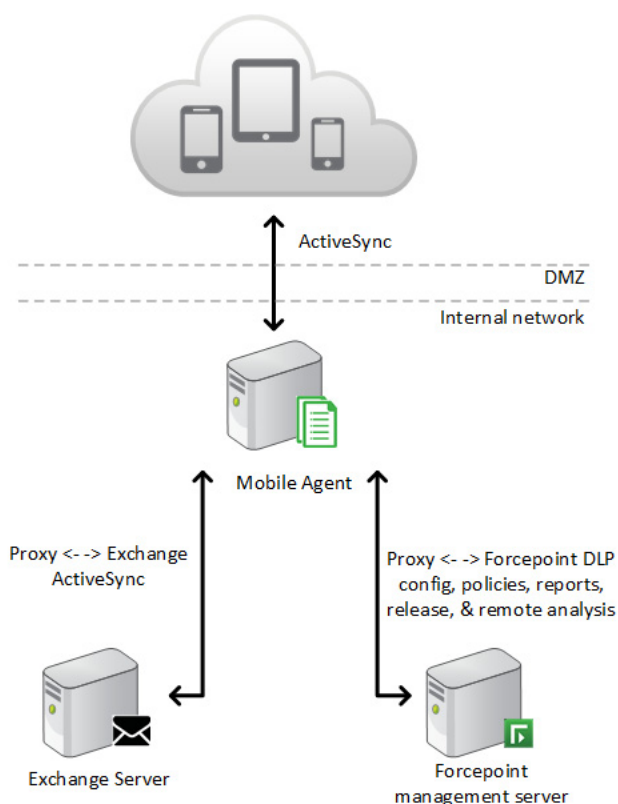 ActiveSync
DMZ
Internal network
Mobile Agent
Proxy <- -> Exchange
ActiveSync
Proxy <- -> Forcepoint DLP
config, policies, reports,
release, & remote analysis
Exchange Server
Forcepoint
management server